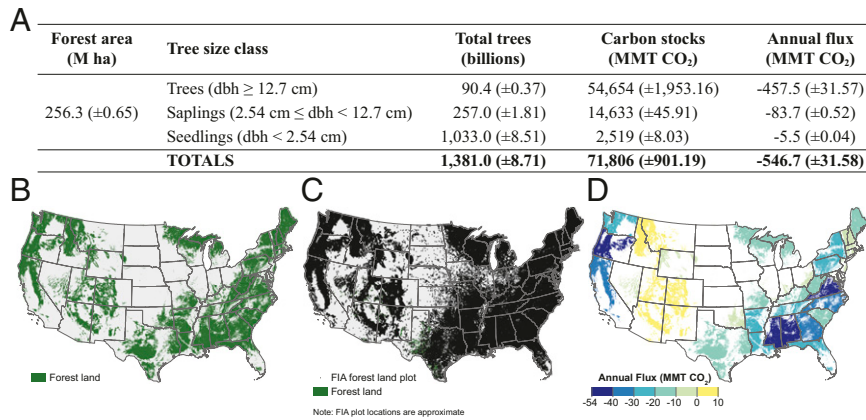 A
Forest area (M ha) Tree size class Total trees (billions) Carbon stocks (MMT CO₂) Annual flux (MMT CO₂)
Trees (dbh ≥ 12.7 cm) 90.4 (±0.37) 54,654 (±1,953.16) -457.5 (±31.57)
256.3 (±0.65) Saplings (2.54 cm ≤ dbh < 12.7 cm) 257.0 (±1.81) 14,633 (±45.91) -83.7 (±0.52)
Seedlings (dbh < 2.54 cm) 1,033.0 (±8.51) 2,519 (±8.03) -5.5 (±0.04)
TOTALS 1,381.0 (±8.71) 71,806 (±901.19) -546.7 (±31.58)
B C D
Forest land
FIA forest land plot
Forest land
Note: FIA plot locations are approximate
Annual Flux (MMT CO₂)
-54 -40 -30 -20 -10 0 10